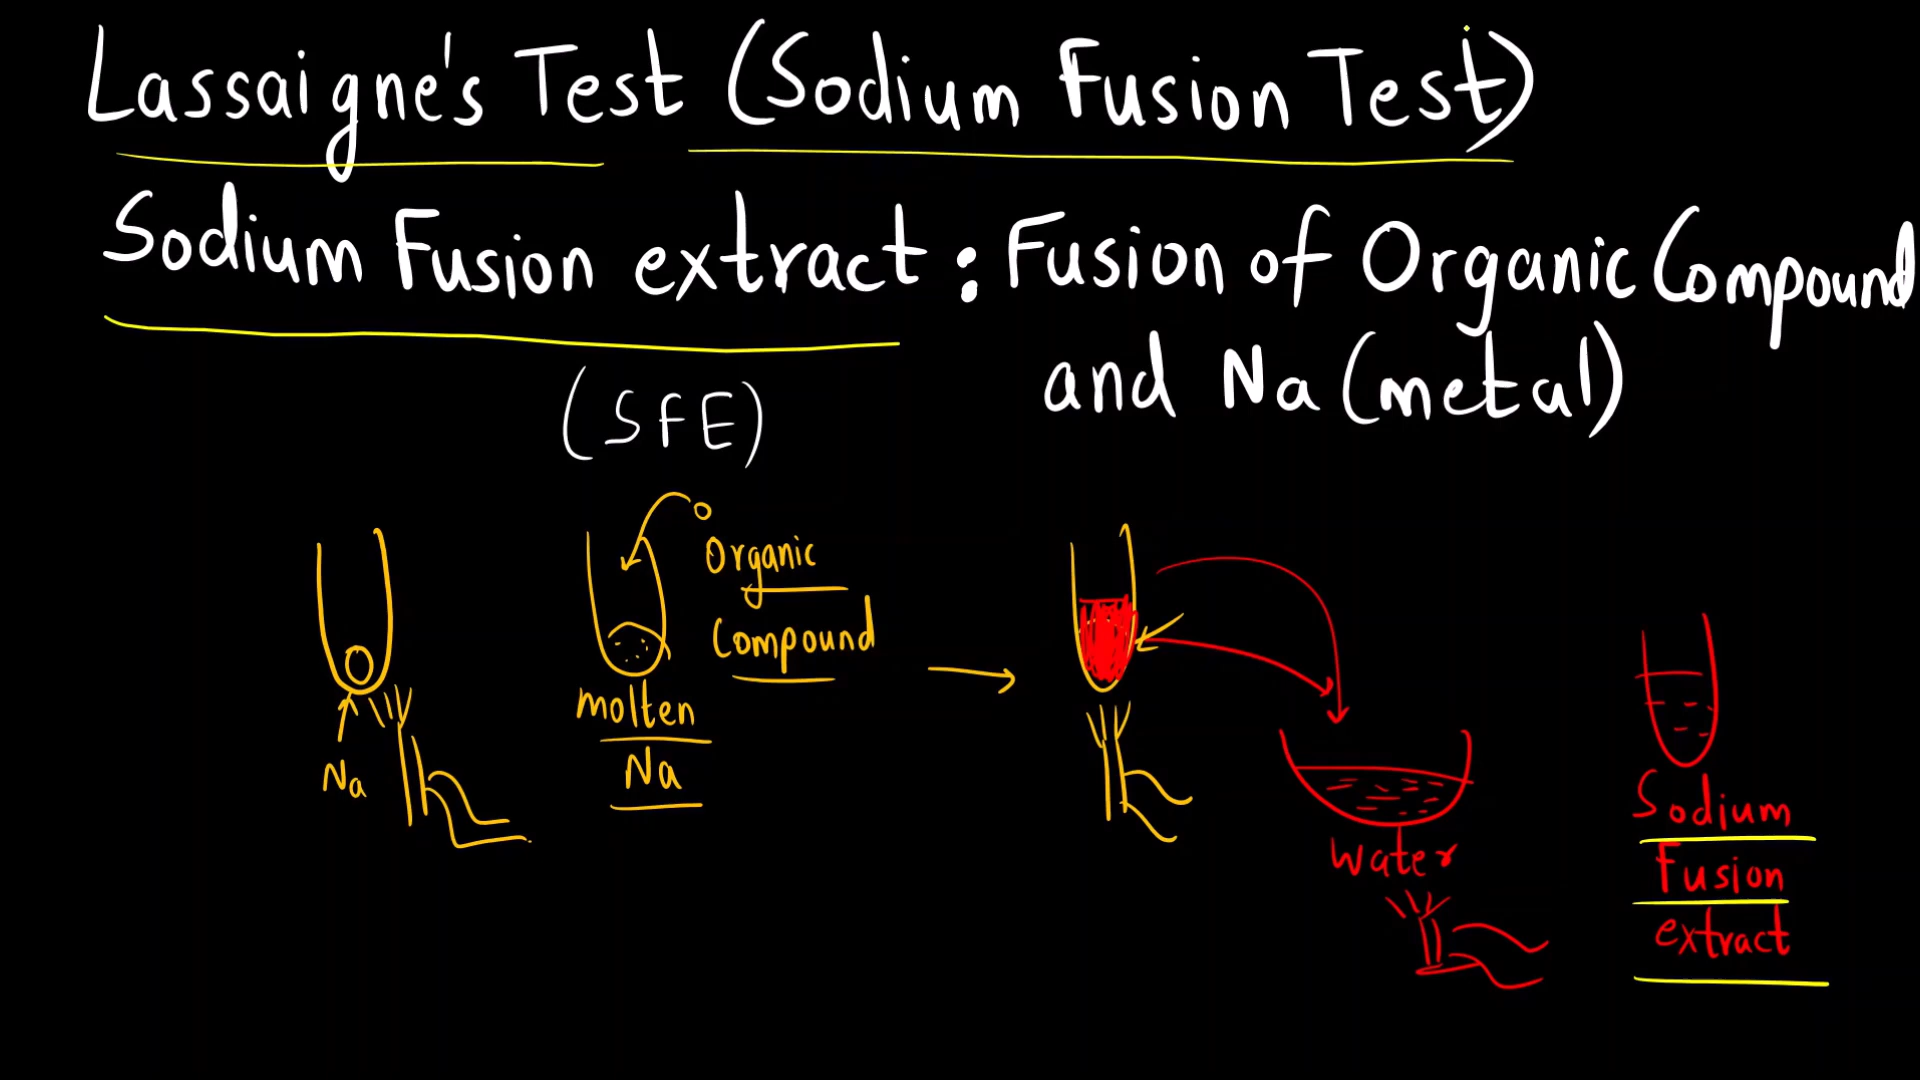 Lassaigne's Test (Sodium Fusion Test)
Sodium Fusion extract : Fusion of Organic Compound
and Na (metal)
(SFE)
Organic
Compound
molten
Na
Na
water
Sodium
Fusion
extract